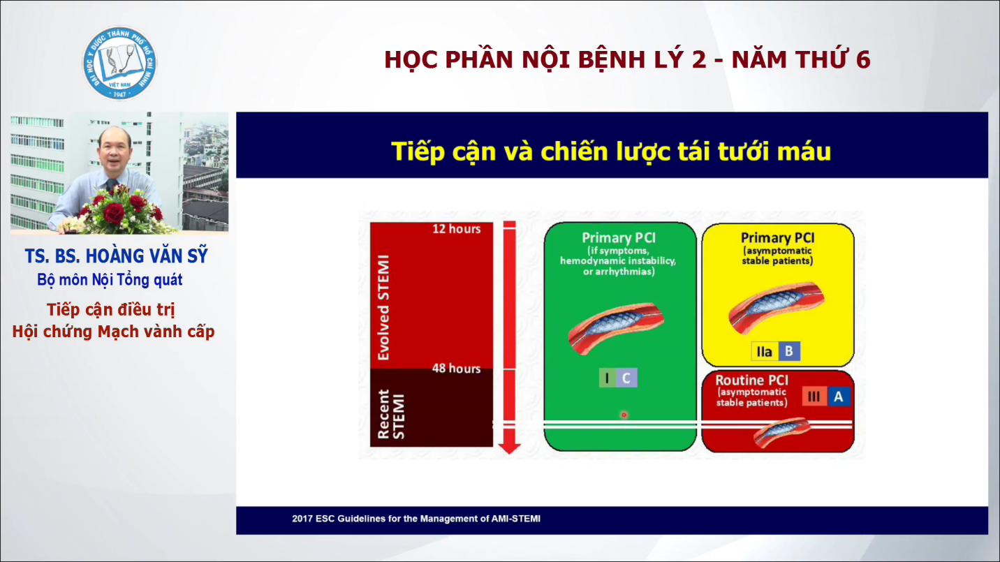 ĐẠI HỌC Y DƯỢC THÀNH PHỐ HỒ CHÍ MINH
VIỆT NAM
1947
HỌC PHẦN NỘI BỆNH LÝ 2 - NĂM THỨ 6
TS. BS. HOÀNG VĂN SỸ
Bộ môn Nội Tổng quát
Tiếp cận điều trị
Hội chứng Mạch vành cấp
Tiếp cận và chiến lược tái tưới máu
12 hours
Evolved STEMI
48 hours
Recent
STEMI
Primary PCI
(if symptoms,
hemodynamic instabilicy,
or arrhythmias)
I C
Primary PCI
(asymptomatic
stable patients)
IIa B
Routine PCI
(asymptomatic
stable patients)
III A
2017 ESC Guidelines for the Management of AMI-STEMI